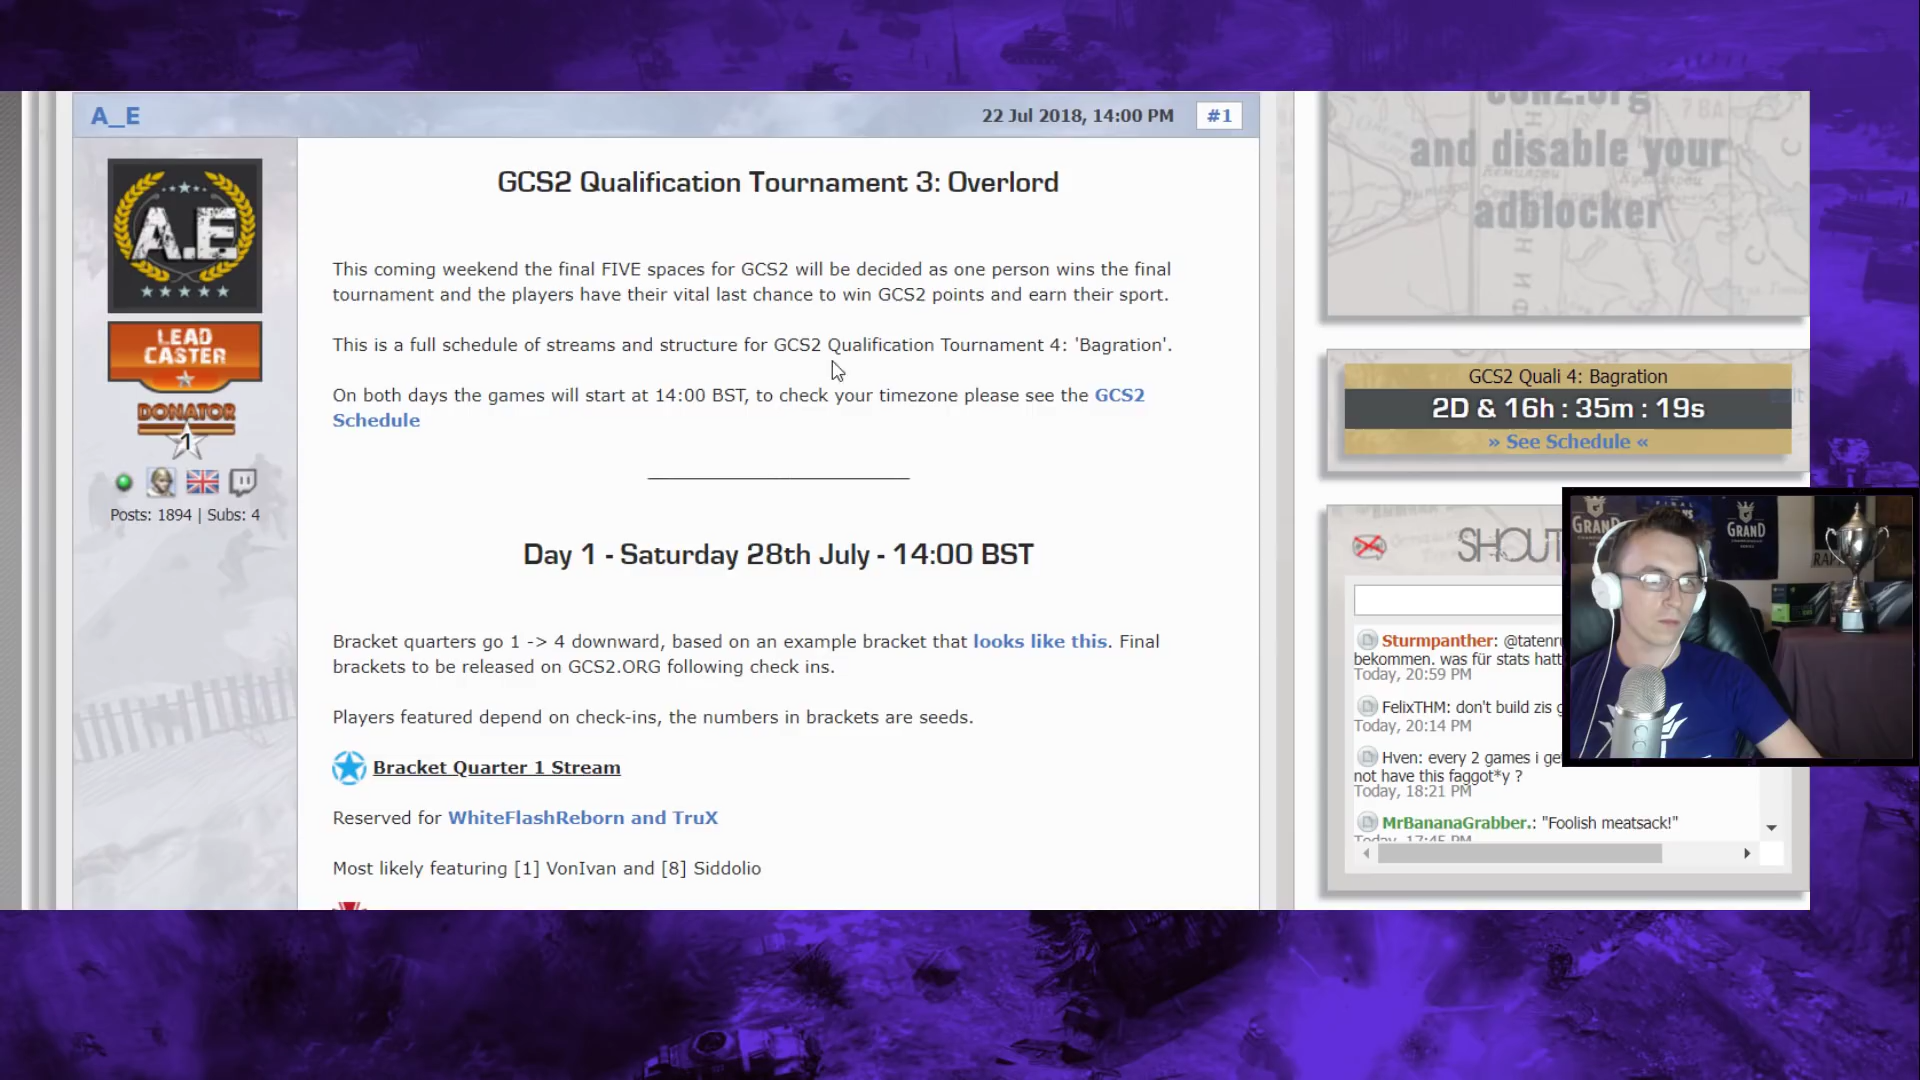 A_E
22 Jul 2018, 14:00 PM
#1
A.E
LEAD
CASTER
DONATOR
1
Posts: 1894 | Subs: 4
GCS2 Qualification Tournament 3: Overlord
This coming weekend the final FIVE spaces for GCS2 will be decided as one person wins the final
tournament and the players have their vital last chance to win GCS2 points and earn their sport.
This is a full schedule of streams and structure for GCS2 Qualification Tournament 4: 'Bagration'.
On both days the games will start at 14:00 BST, to check your timezone please see the GCS2
Schedule
Day 1 - Saturday 28th July - 14:00 BST
Bracket quarters go 1 -> 4 downward, based on an example bracket that looks like this. Final
brackets to be released on GCS2.ORG following check ins.
Players featured depend on check-ins, the numbers in brackets are seeds.
Bracket Quarter 1 Stream
Reserved for WhiteFlashReborn and TruX
Most likely featuring [1] VonIvan and [8] Siddolio
coh2.org
and disable your
adblocker
GCS2 Quali 4: Bagration
2D & 16h : 35m : 19s
» See Schedule «
SHOUT
Sturmpanther: @tatenru
bekommen. was für stats hatt
Today, 20:59 PM
FelixTHM: don't build zis g
Today, 20:14 PM
Hven: every 2 games i ge
not have this faggot*y ?
Today, 18:21 PM
MrBananaGrabber.: "Foolish meatsack!"
Today, 17:45 PM
GRAND
GRAND